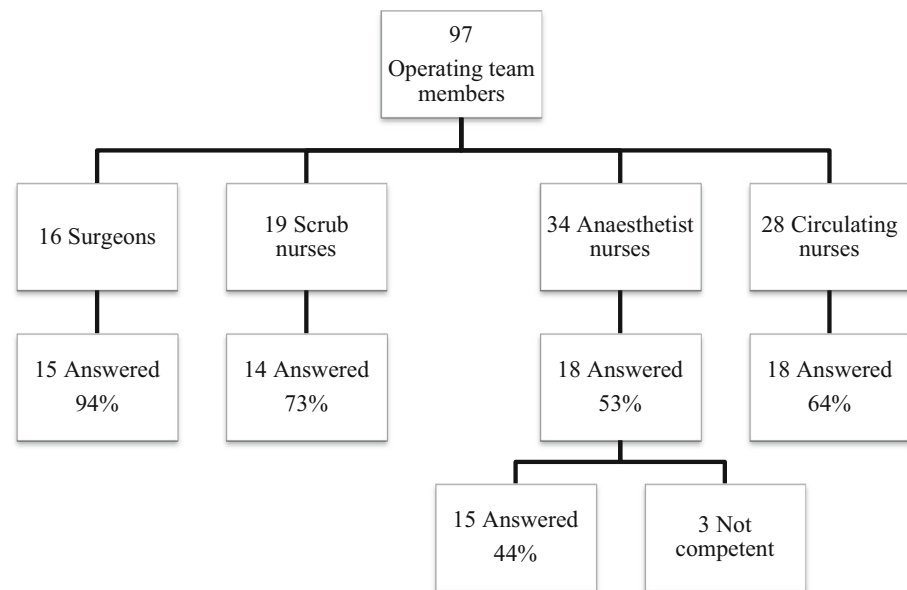 97
Operating team
members
16 Surgeons
19 Scrub
nurses
34 Anaesthetist
nurses
28 Circulating
nurses
15 Answered
94%
14 Answered
73%
18 Answered
53%
18 Answered
64%
15 Answered
44%
3 Not
competent